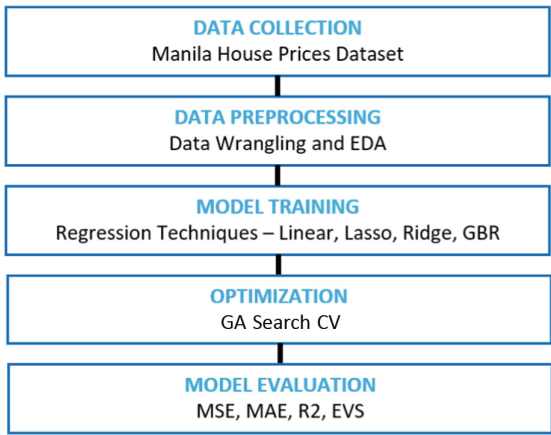 DATA COLLECTION
Manila House Prices Dataset
DATA PREPROCESSING
Data Wrangling and EDA
MODEL TRAINING
Regression Techniques – Linear, Lasso, Ridge, GBR
OPTIMIZATION
GA Search CV
MODEL EVALUATION
MSE, MAE, R2, EVS